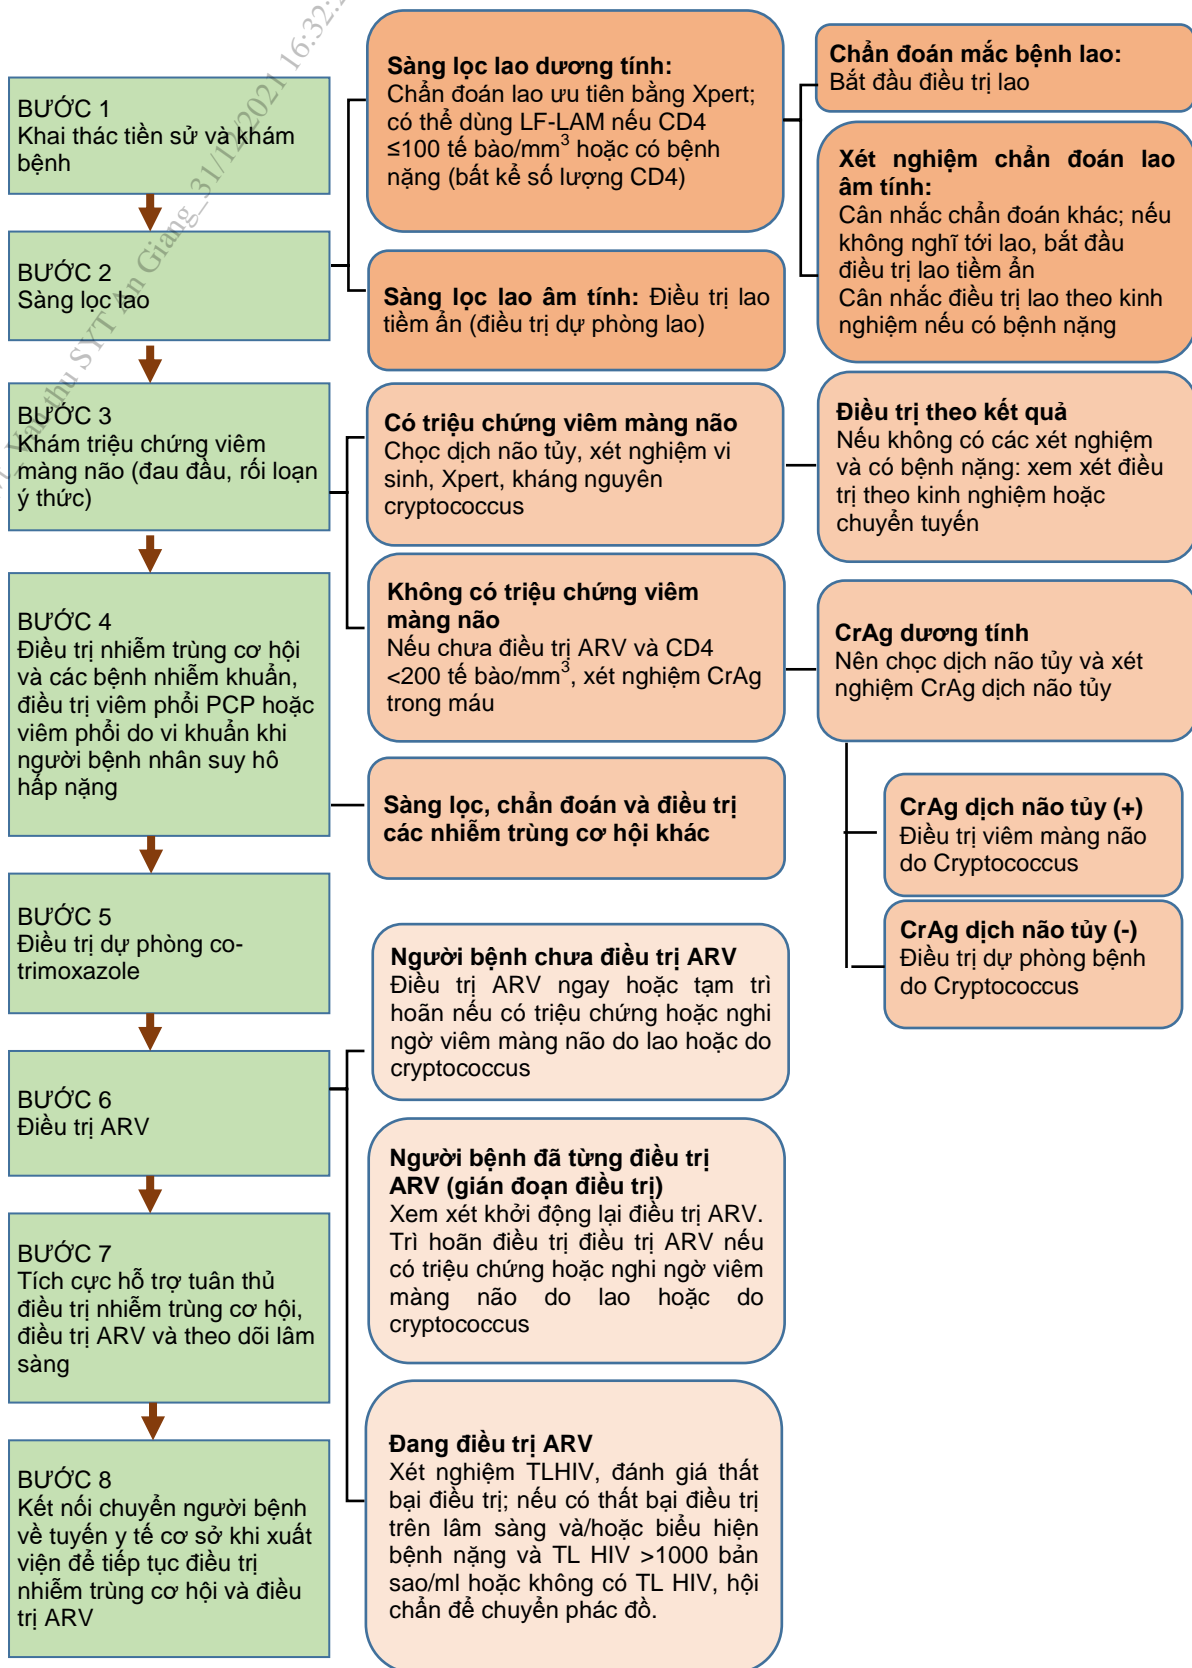 BƯỚC 1
Khai thác tiền sử và khám
bệnh
Sàng lọc lao dương tính:
Chẩn đoán lao ưu tiên bằng Xpert;
có thể dùng LF-LAM nếu CD4
≤100 tế bào/mm³ hoặc có bệnh
nặng (bất kể số lượng CD4)
Chẩn đoán mắc bệnh lao:
Bắt đầu điều trị lao
Xét nghiệm chẩn đoán lao
âm tính:
Cân nhắc chẩn đoán khác; nếu
không nghĩ tới lao, bắt đầu
điều trị lao tiềm ẩn
Cân nhắc điều trị lao theo kinh
nghiệm nếu có bệnh nặng
BƯỚC 2
Sàng lọc lao
Sàng lọc lao âm tính: Điều trị lao
tiềm ẩn (điều trị dự phòng lao)
BƯỚC 3
Khám triệu chứng viêm
màng não (đau đầu, rối loạn
ý thức)
Có triệu chứng viêm màng não
Chọc dịch não tủy, xét nghiệm vi
sinh, Xpert, kháng nguyên
cryptococcus
Điều trị theo kết quả
Nếu không có các xét nghiệm
và có bệnh nặng: xem xét điều
trị theo kinh nghiệm hoặc
chuyển tuyến
Không có triệu chứng viêm
màng não
Nếu chưa điều trị ARV và CD4
<200 tế bào/mm³, xét nghiệm CrAg
trong máu
CrAg dương tính
Nên chọc dịch não tủy và xét
nghiệm CrAg dịch não tủy
CrAg dịch não tủy (+)
Điều trị viêm màng não
do Cryptococcus
CrAg dịch não tủy (-)
Điều trị dự phòng bệnh
do Cryptococcus
BƯỚC 4
Điều trị nhiễm trùng cơ hội
và các bệnh nhiễm khuẩn,
điều trị viêm phổi PCP hoặc
viêm phổi do vi khuẩn khi
người bệnh nhân suy hô
hấp nặng
Sàng lọc, chẩn đoán và điều trị
các nhiễm trùng cơ hội khác
BƯỚC 5
Điều trị dự phòng co-
trimoxazole
BƯỚC 6
Điều trị ARV
Người bệnh chưa điều trị ARV
Điều trị ARV ngay hoặc tạm trì
hoãn nếu có triệu chứng hoặc nghi
ngờ viêm màng não do lao hoặc do
cryptococcus
Người bệnh đã từng điều trị
ARV (gián đoạn điều trị)
Xem xét khởi động lại điều trị ARV.
Trì hoãn điều trị điều trị ARV nếu
có triệu chứng hoặc nghi ngờ viêm
màng não do lao hoặc do
cryptococcus
Đang điều trị ARV
Xét nghiệm TLHIV, đánh giá thất
bại điều trị; nếu có thất bại điều trị
trên lâm sàng và/hoặc biểu hiện
bệnh nặng và TL HIV >1000 bản
sao/ml hoặc không có TL HIV, hội
chẩn để chuyển phác đồ.
BƯỚC 7
Tích cực hỗ trợ tuân thủ
điều trị nhiễm trùng cơ hội,
điều trị ARV và theo dõi lâm
sàng
BƯỚC 8
Kết nối chuyển người bệnh
về tuyến y tế cơ sở khi xuất
viện để tiếp tục điều trị
nhiễm trùng cơ hội và điều
trị ARV
Van thu SYT An Giang_31/12/2021 16:32: